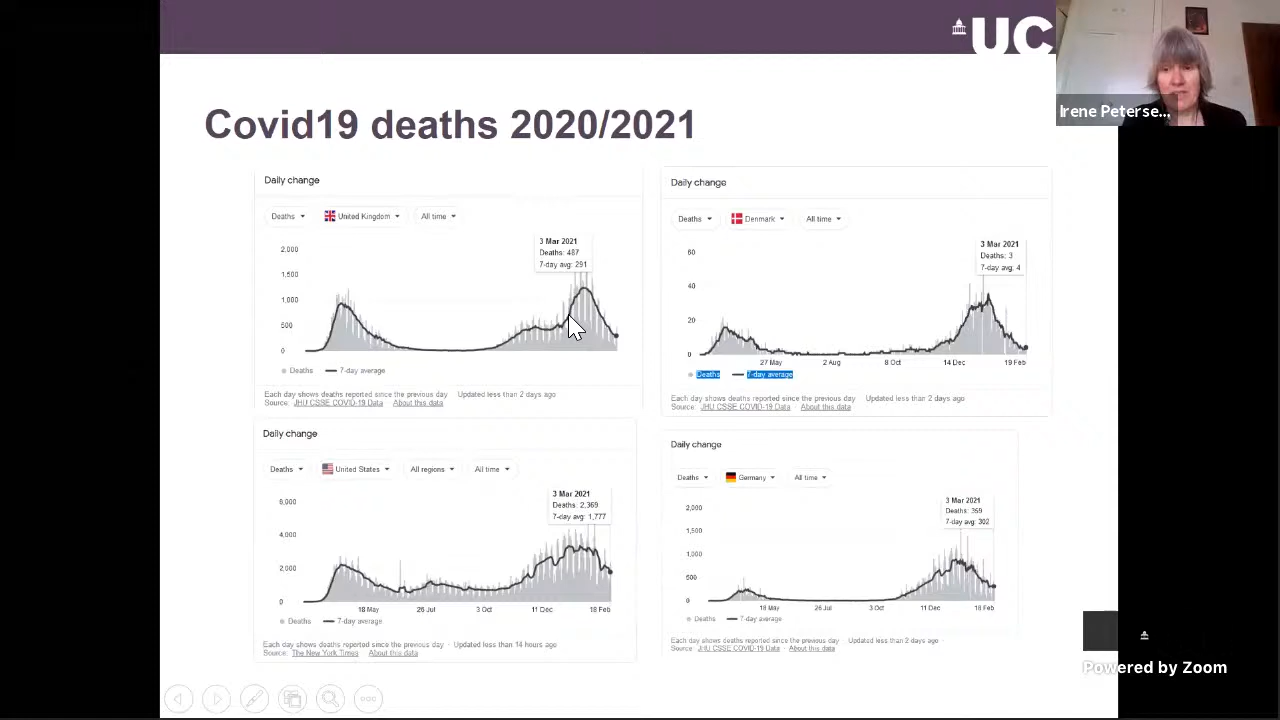 UC
Irene Peterse...
Covid19 deaths 2020/2021
Daily change
Deaths United Kingdom All time
3 Mar 2021
Deaths: 487
7-day avg: 291
2,000
1,500
1,000
500
0
Deaths 7-day average
Each day shows deaths reported since the previous day · Updated less than 2 days ago
Source: JHU CSSE COVID-19 Data · About this data
Daily change
Deaths Denmark All time
3 Mar 2021
Deaths: 3
7-day avg: 4
60
40
20
0
27 May 2 Aug 8 Oct 14 Dec 19 Feb
Deaths 7-day average
Each day shows deaths reported since the previous day · Updated less than 2 days ago
Source: JHU CSSE COVID-19 Data · About this data
Daily change
Deaths United States All regions All time
3 Mar 2021
Deaths: 2,369
7-day avg: 1,777
6,000
4,000
2,000
0
18 May 26 Jul 3 Oct 11 Dec 18 Feb
Deaths 7-day average
Each day shows deaths reported since the previous day · Updated less than 14 hours ago
Source: The New York Times · About this data
Daily change
Deaths Germany All time
3 Mar 2021
Deaths: 359
7-day avg: 302
2,000
1,500
1,000
500
0
18 May 26 Jul 3 Oct 11 Dec 18 Feb
Deaths 7-day average
Each day shows deaths reported since the previous day · Updated less than 2 days ago ·
Source: JHU CSSE COVID-19 Data · About this data
Powered by Zoom